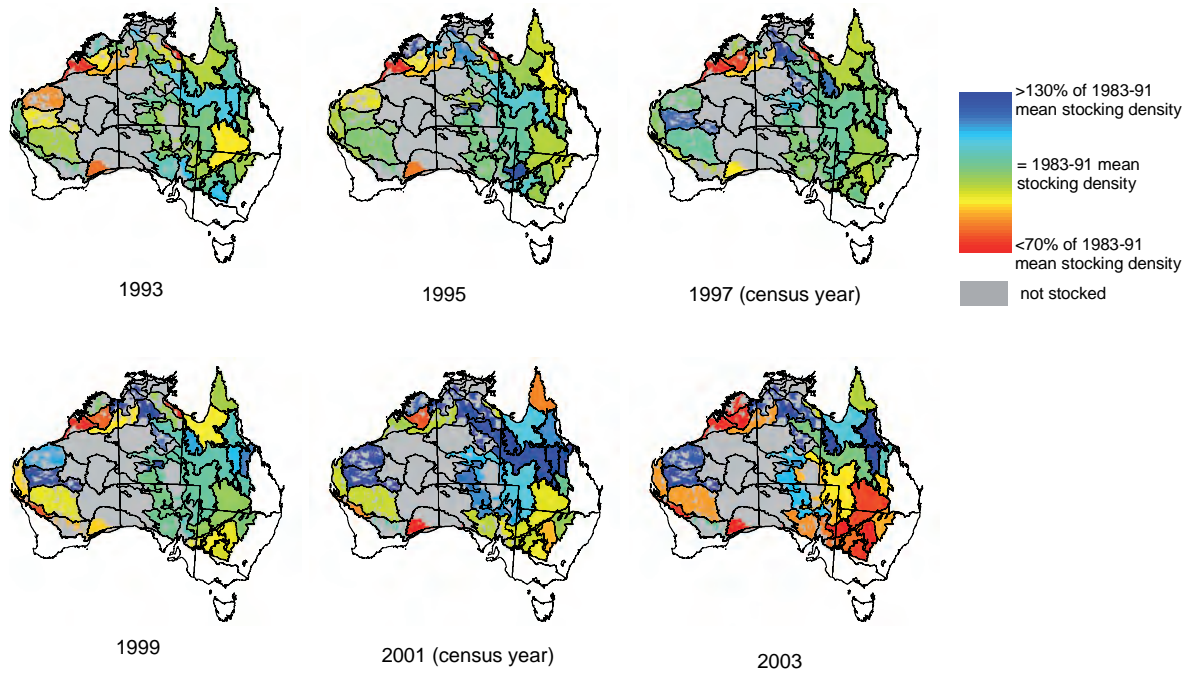 >130% of 1983-91
mean stocking density
= 1983-91 mean
stocking density
<70% of 1983-91
mean stocking density
not stocked
1993
1995
1997 (census year)
1999
2001 (census year)
2003